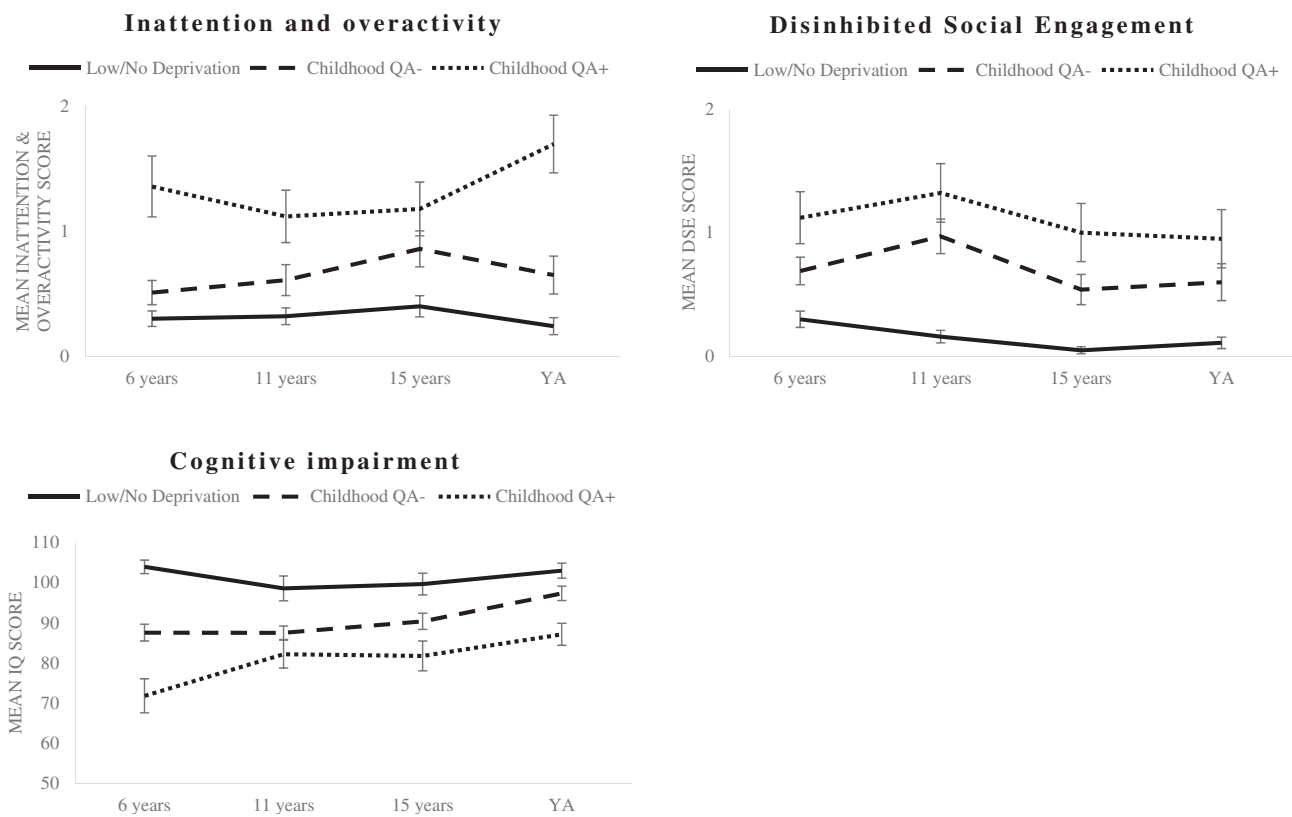 Inattention and overactivity
Low/No Deprivation Childhood QA- Childhood QA+
MEAN INATTENTION &
OVERACTIVITY SCORE
2
1
0
6 years 11 years 15 years YA
Disinhibited Social Engagement
Low/No Deprivation Childhood QA- Childhood QA+
MEAN DSE SCORE
2
1
0
6 years 11 years 15 years YA
Cognitive impairment
Low/No Deprivation Childhood QA- Childhood QA+
MEAN IQ SCORE
110
100
90
80
70
60
50
6 years 11 years 15 years YA